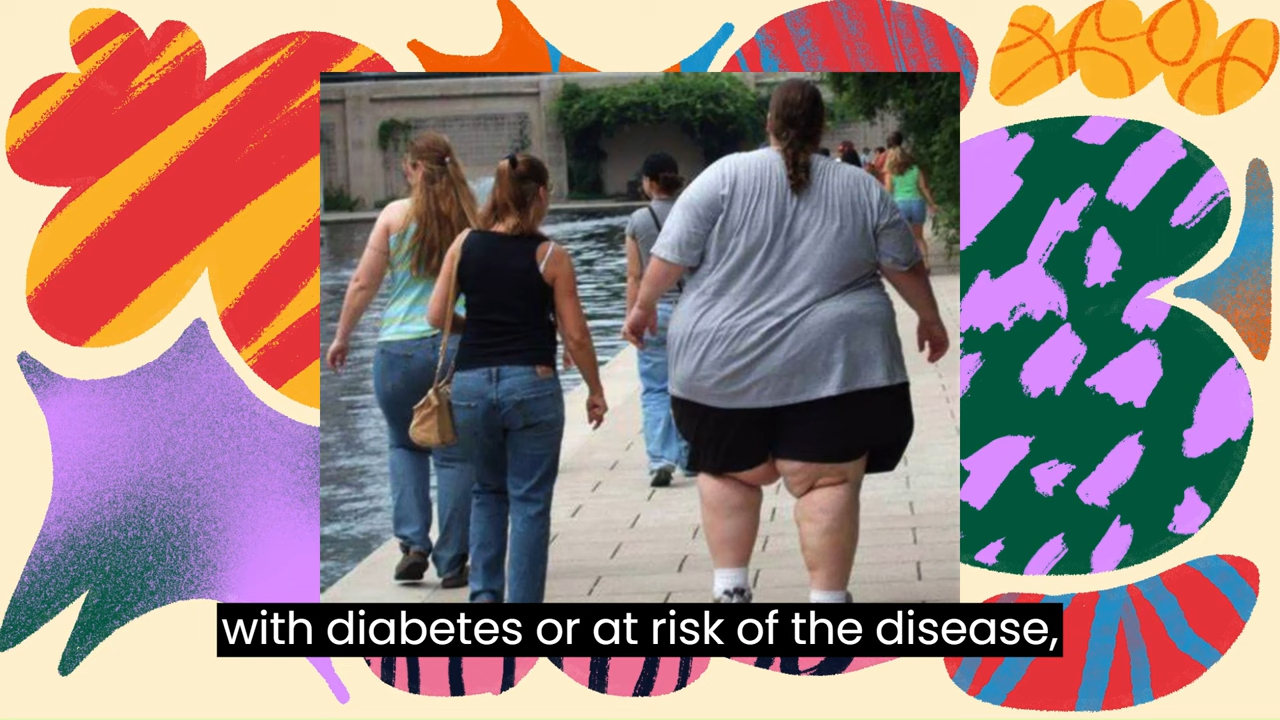 with diabetes or at risk of the disease,